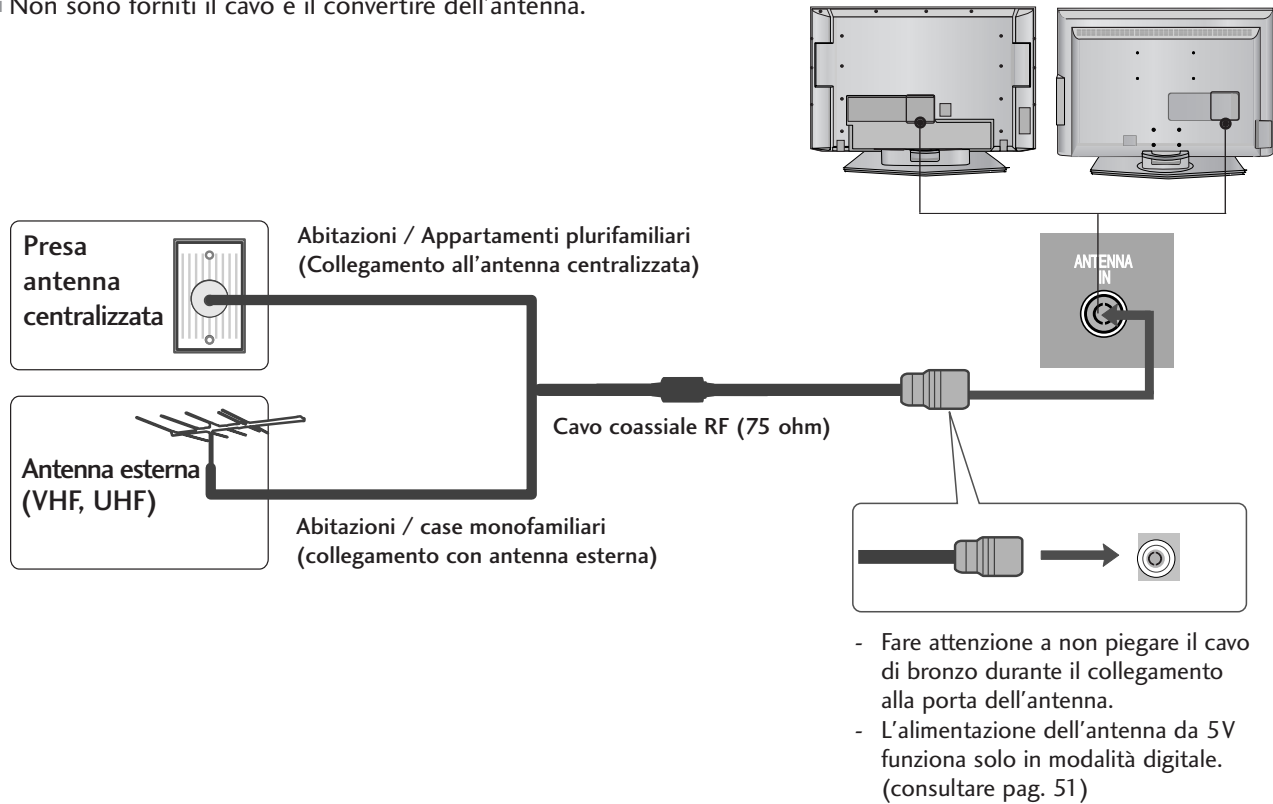 Non sono forniti il cavo e il convertire dell'antenna.
Presa
antenna
centralizzata
Abitazioni / Appartamenti plurifamiliari
(Collegamento all'antenna centralizzata)
ANTENNA
IN
Cavo coassiale RF (75 ohm)
Antenna esterna
(VHF, UHF)
Abitazioni / case monofamiliari
(collegamento con antenna esterna)
- Fare attenzione a non piegare il cavo
di bronzo durante il collegamento
alla porta dell'antenna.
- L'alimentazione dell'antenna da 5V
funziona solo in modalità digitale.
(consultare pag. 51)